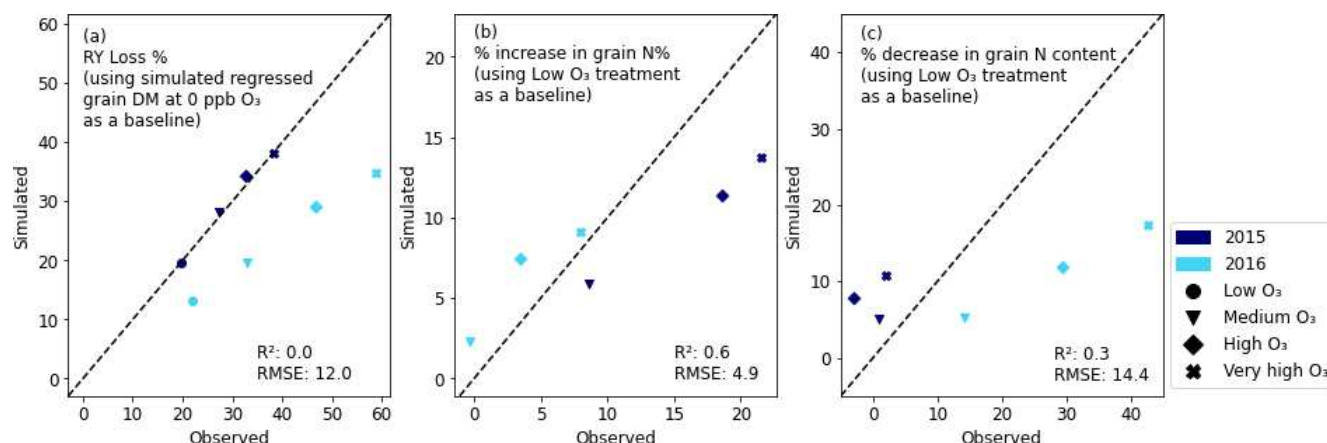 (a)
RY Loss %
(using simulated regressed
grain DM at 0 ppb O₃
as a baseline)
R²: 0.0
RMSE: 12.0
Simulated
60
50
40
30
20
10
0
0 10 20 30 40 50 60
Observed
(b)
% increase in grain N%
(using Low O₃ treatment
as a baseline)
R²: 0.6
RMSE: 4.9
Simulated
20
15
10
5
0
0 5 10 15 20
Observed
(c)
% decrease in grain N content
(using Low O₃ treatment
as a baseline)
R²: 0.3
RMSE: 14.4
Simulated
40
30
20
10
0
0 10 20 30 40
Observed
2015
2016
Low O₃
Medium O₃
High O₃
Very high O₃